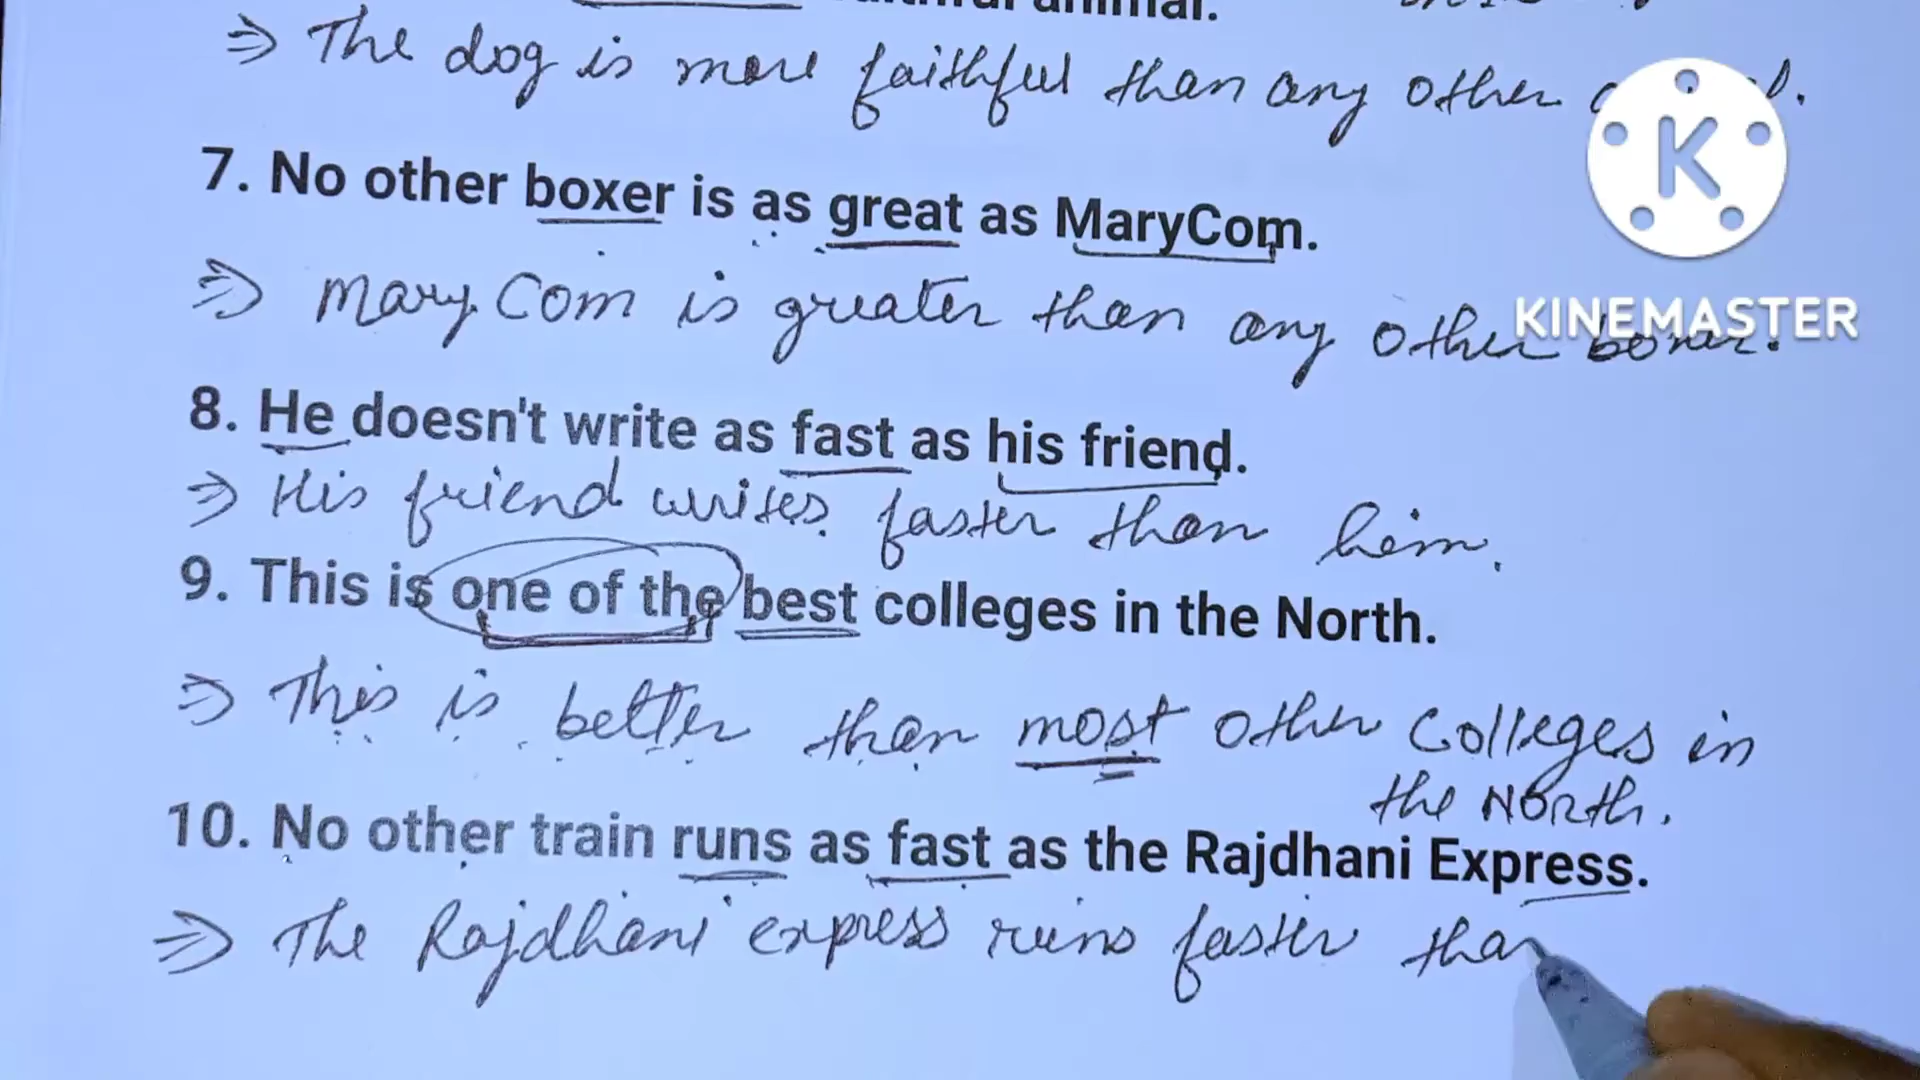 animal.
⇒ The dog is more faithful than any other
7. No other boxer is as great as MaryCom.
⇒ Mary Com is greater than any other boxer.
KINEMASTER
8. He doesn't write as fast as his friend.
⇒ His friend writes faster than him.
9. This is one of the best colleges in the North.
⇒ This is better than most other Colleges in
the North.
10. No other train runs as fast as the Rajdhani Express.
⇒ The Rajdhani express runs faster than